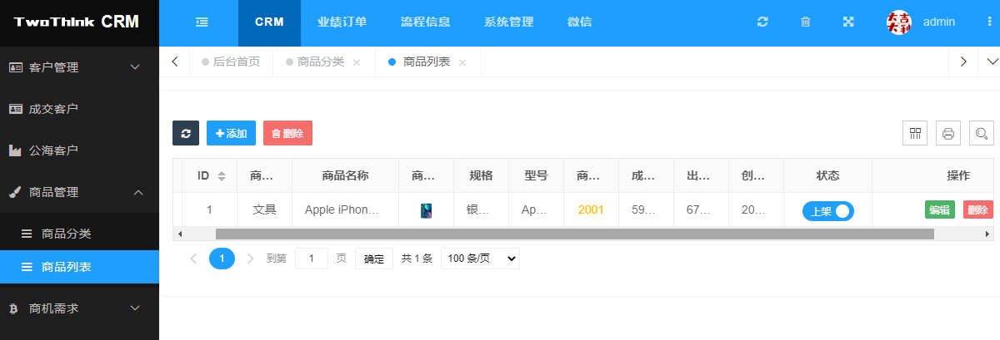 TwoThink CRM
CRM 业绩订单 流程信息 系统管理 微信 admin
后台首页 商品分类 商品列表
客户管理
成交客户
公海客户
商品管理
商品分类
商品列表
商机需求
添加 删除
ID 商... 商品名称 商... 规格 型号 商... 成... 出... 创... 状态 操作
1 文具 Apple iPhon... 银... Ap... 2001 59... 67... 20... 上架 编辑 删除
1 到第 1 页 确定 共 1 条 100 条/页